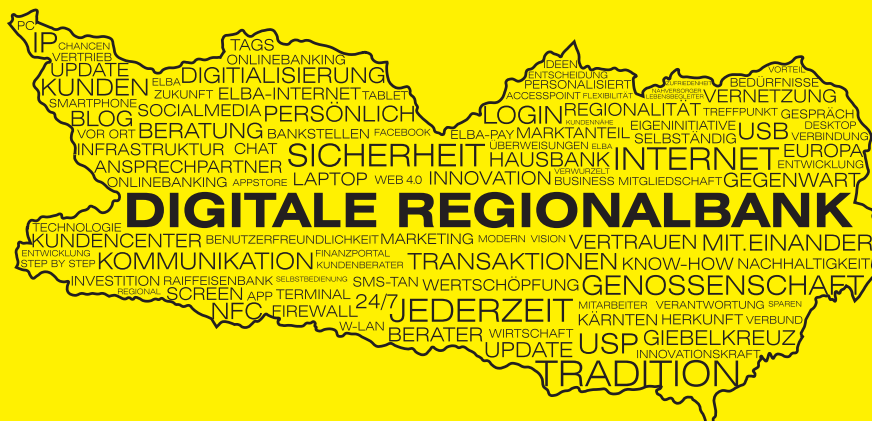 PC
IP CHANCEN
VERTRIEB
UPDATE
KUNDEN
SMARTPHONE
BLOG
VOR ORT
TAGS
ONLINEBANKING
ELBA DIGITIALISIERUNG
ZUKUNFT ELBA-INTERNET TABLET
SOCIALMEDIA PERSÖNLICH
BERATUNG BANKSTELLEN FACEBOOK
INFRASTRUKTUR CHAT
SICHERHEIT
ANSPRECHPARTNER
ONLINEBANKING APPSTORE LAPTOP WEB 4.0 INNOVATION
IDEEN
ENTSCHEIDUNG
PERSONALISIERT
ACCESSPOINT FLEXIBILITÄT
LOGIN REGIONALITÄT
KUNDENNÄHE
ELBA-PAY MARKTANTEIL
ÜBERWEISUNGEN ELBA
HAUSBANK
VERWURZELT
BUSINESS MITGLIEDSCHAFT
ZUFRIEDENHEIT
NAHVERSORGER
LEBENSBEGLEITER
VORTEIL
BEDÜRFNISSE
VERNETZUNG
TREFFPUNKT GESPRÄCH
EIGENINITIATIVE
SELBSTÄNDIG
USB
DESKTOP
VERBINDUNG
INTERNET
EUROPA
ENTWICKLUNG
GEGENWART
DIGITALE REGIONALBANK
TECHNOLOGIE
KUNDENCENTER BENUTZERFREUNDLICHKEIT MARKETING MODERN VISION VERTRAUEN MIT.EINANDER
ENTWICKLUNG
STEP BY STEP
KOMMUNIKATION
FINANZPORTAL
KUNDENBERATER
TRANSAKTIONEN KNOW-HOW NACHHALTIGKEIT
INVESTITION RAIFFEISENBANK SELBSTBEDIENUNG SMS-TAN WERTSCHÖPFUNG GENOSSENSCHAFT
REGIONAL SCREEN APP TERMINAL 24/7 JEDERZEIT MITARBEITER VERANTWORTUNG SPAREN
NFC FIREWALL
KÄRNTEN HERKUNFT VERBUND
W-LAN
BERATER WIRTSCHAFT
USP GIEBELKREUZ
UPDATE
INNOVATIONSKRAFT
TRADITION